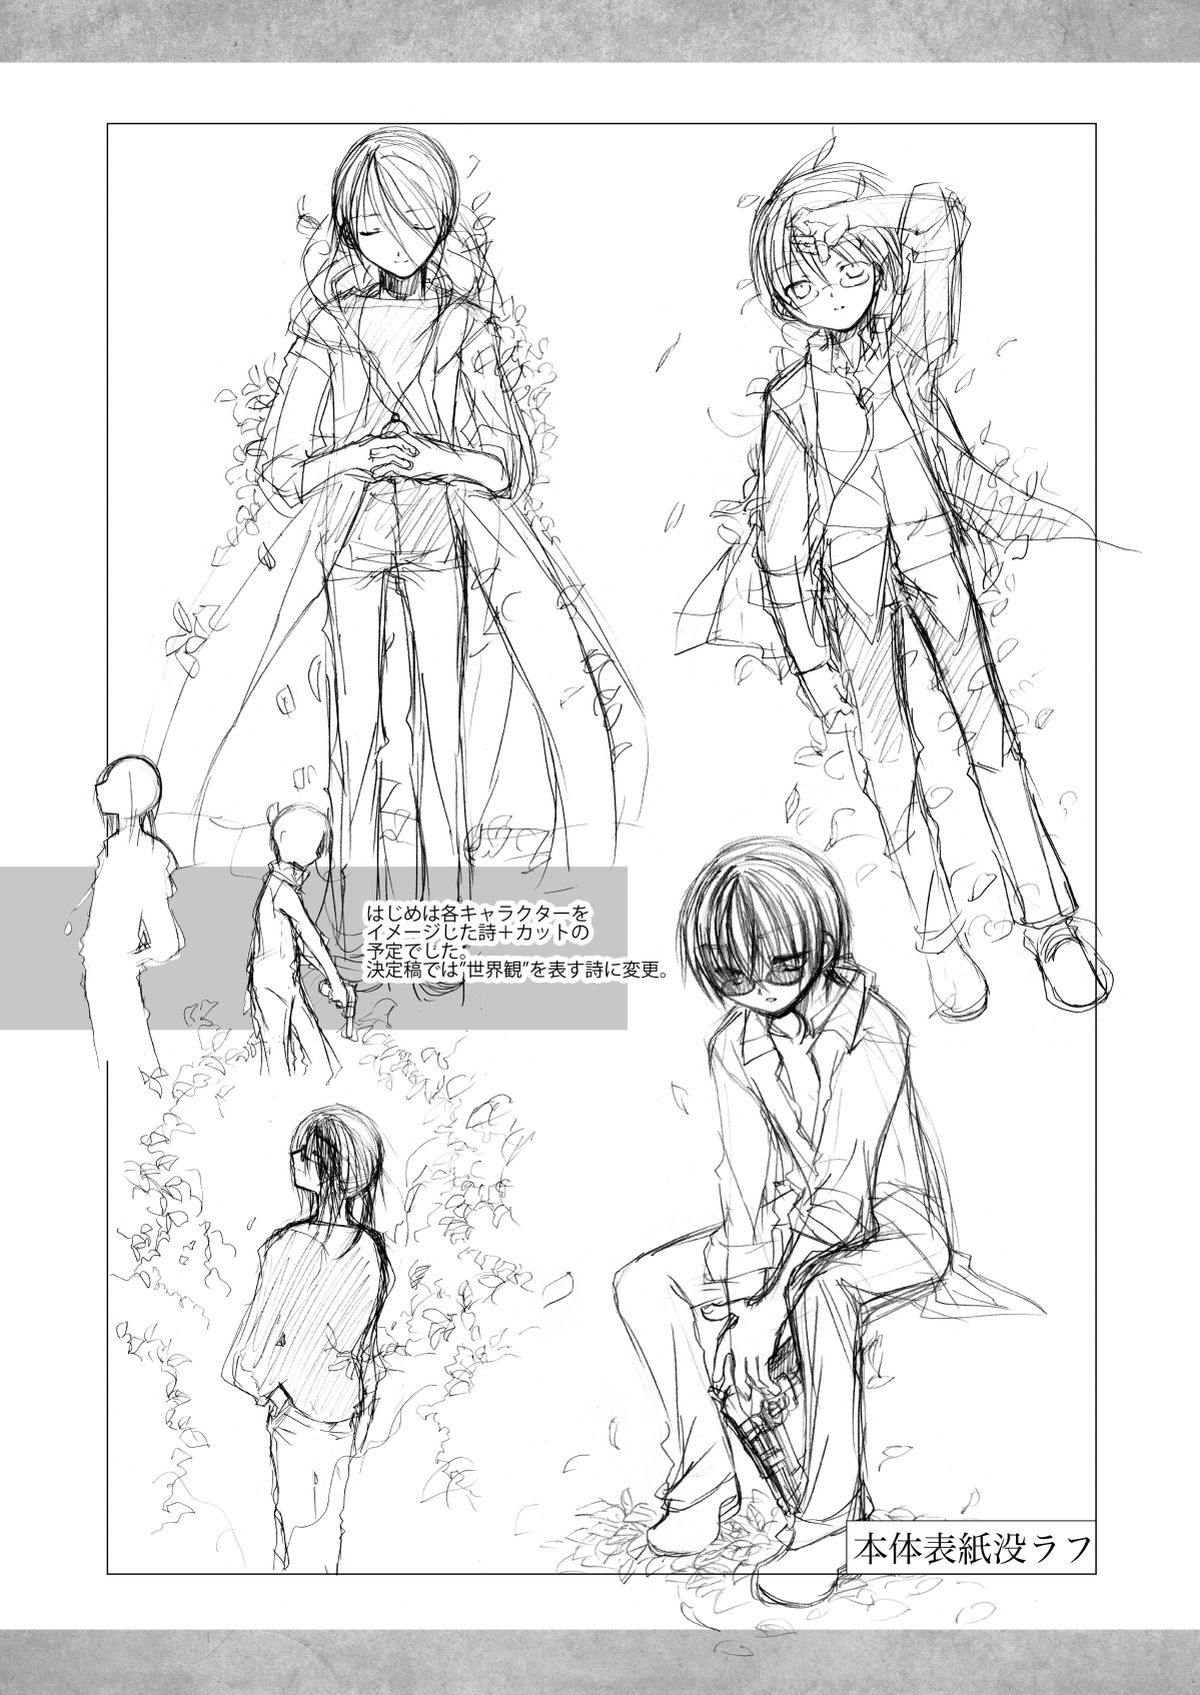 はじめは各キャラクターを
イメージした詩＋カットの
予定でした。
決定稿では"世界観"を表す詩に変更。
本体表紙没ラフ